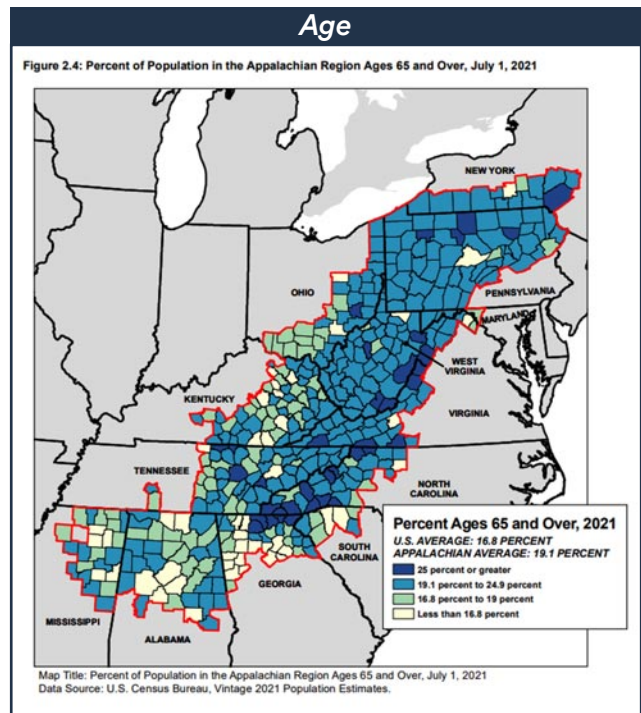 Age
Figure 2.4: Percent of Population in the Appalachian Region Ages 65 and Over, July 1, 2021
NEW YORK
OHIO
PENNSYLVANIA
MARYLAND
WEST
VIRGINIA
KENTUCKY
VIRGINIA
TENNESSEE
NORTH
CAROLINA
SOUTH
CAROLINA
GEORGIA
MISSISSIPPI
ALABAMA
Percent Ages 65 and Over, 2021
U.S. AVERAGE: 16.8 PERCENT
APPALACHIAN AVERAGE: 19.1 PERCENT
25 percent or greater
19.1 percent to 24.9 percent
16.8 percent to 19 percent
Less than 16.8 percent
Map Title: Percent of Population in the Appalachian Region Ages 65 and Over, July 1, 2021
Data Source: U.S. Census Bureau, Vintage 2021 Population Estimates.